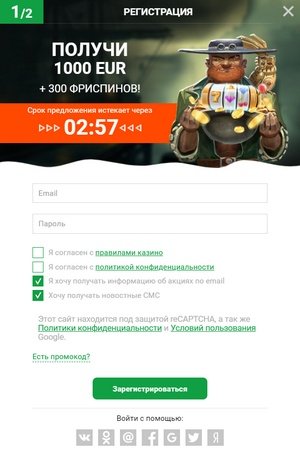 1/2 РЕГИСТРАЦИЯ
ПОЛУЧИ
1000 EUR
+ 300 ФРИСПИНОВ!
Срок предложения истекает через
▷▷▷ 02:57 ◁◁◁
Email
Пароль
Я согласен с правилами казино
Я согласен с политикой конфиденциальности
Я хочу получать информацию об акциях по email
Хочу получать новостные СМС
Этот сайт находится под защитой reCAPTCHA, а так же
Политики конфиденциальности и Условий пользования
Google.
Есть промокод?
Зарегистрироваться
Войти с помощью: